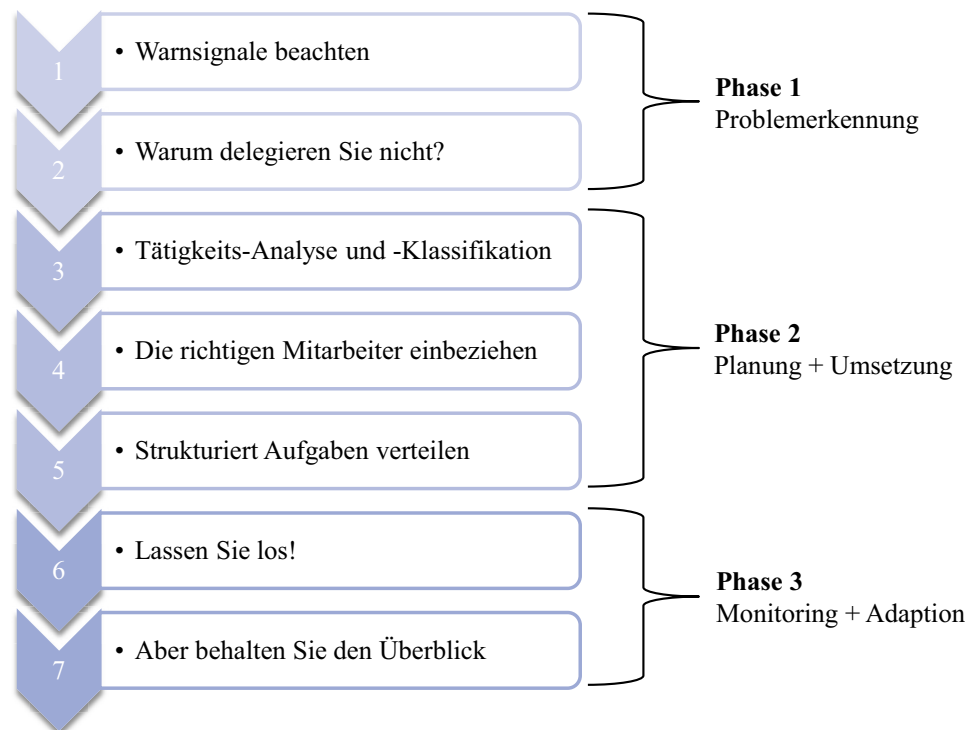 1
• Warnsignale beachten
2
• Warum delegieren Sie nicht?
Phase 1
Problemerkennung
3
• Tätigkeits-Analyse und -Klassifikation
4
• Die richtigen Mitarbeiter einbeziehen
5
• Strukturiert Aufgaben verteilen
Phase 2
Planung + Umsetzung
6
• Lassen Sie los!
7
• Aber behalten Sie den Überblick
Phase 3
Monitoring + Adaption